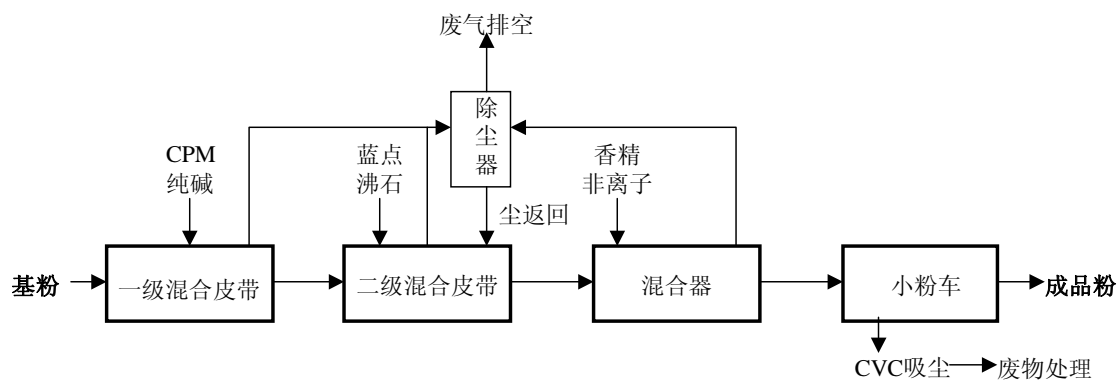 废气排空
除尘器
CPM
纯碱
蓝点
沸石
香精
非离子
尘返回
基粉
一级混合皮带
二级混合皮带
混合器
小粉车
成品粉
CVC吸尘
废物处理